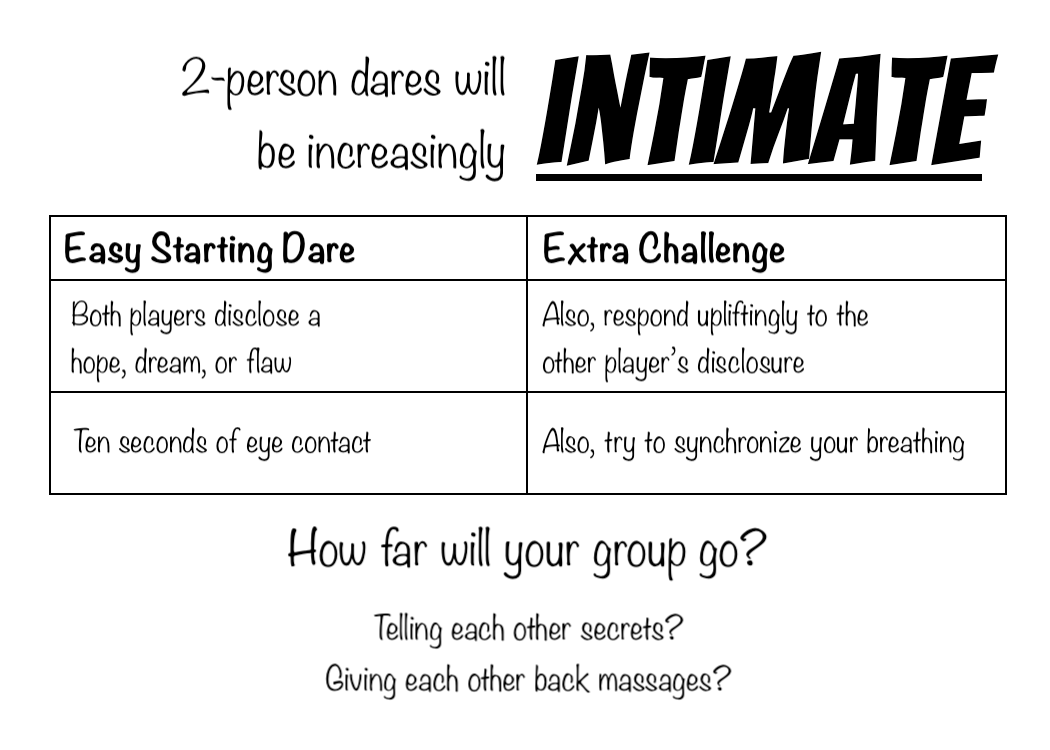 2-person dares will
be increasingly
INTIMATE
Easy Starting Dare
Extra Challenge
Both players disclose a
hope, dream, or flaw
Also, respond upliftingly to the
other player's disclosure
Ten seconds of eye contact
Also, try to synchronize your breathing
How far will your group go?
Telling each other secrets?
Giving each other back massages?